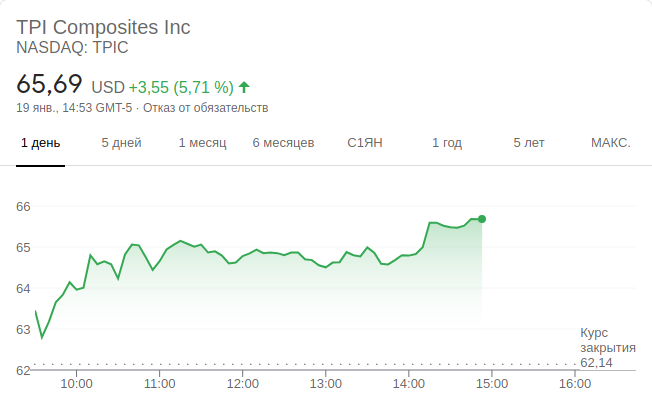 TPI Composites Inc
NASDAQ: TPIC
65,69 USD +3,55 (5,71 %)
19 янв., 14:53 GMT-5 · Отказ от обязательств
1 день 5 дней 1 месяц 6 месяцев С1ЯН 1 год 5 лет МАКС.
66
65
64
63
62
Курс
закрытия
62,14
10:00 11:00 12:00 13:00 14:00 15:00 16:00